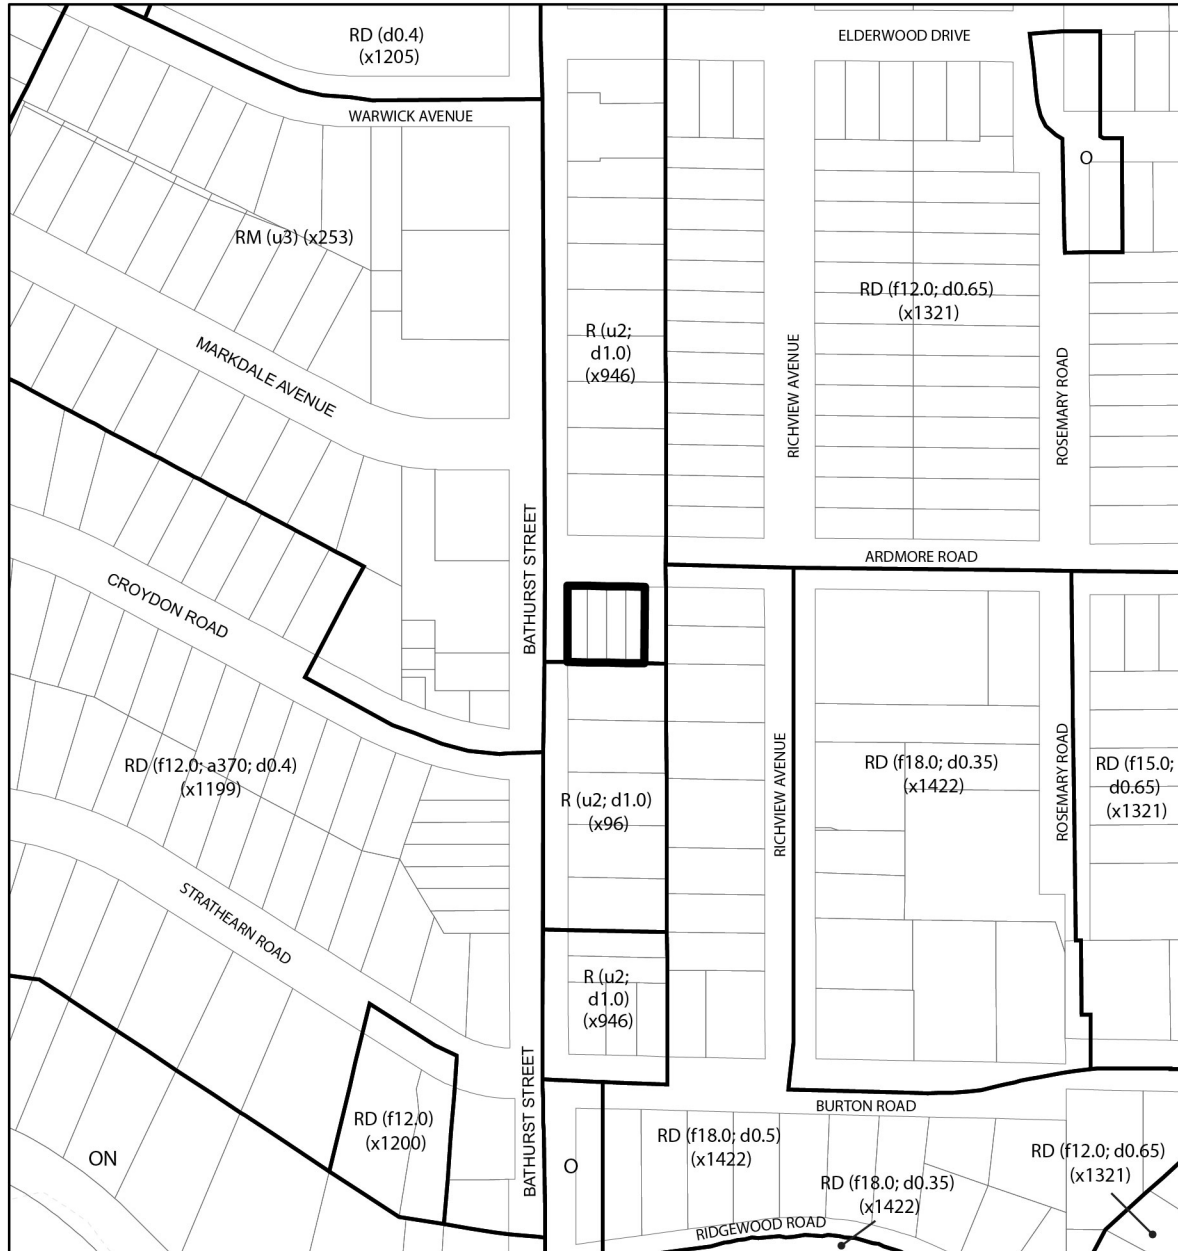 RD (d0.4)
(x1205)
ELDERWOOD DRIVE
WARWICK AVENUE
O
RM (u3) (x253)
RD (f12.0; d0.65)
(x1321)
R (u2;
d1.0)
(x946)
MARKDALE AVENUE
RICHVIEW AVENUE
ROSEMARY ROAD
BATHURST STREET
ARDMORE ROAD
CROYDON ROAD
RD (f12.0; a370; d0.4)
(x1199)
R (u2; d1.0)
(x96)
RICHVIEW AVENUE
RD (f18.0; d0.35)
(x1422)
ROSEMARY ROAD
RD (f15.0;
d0.65)
(x1321)
STRATHEARN ROAD
R (u2;
d1.0)
(x946)
BATHURST STREET
BURTON ROAD
RD (f12.0)
(x1200)
ON
O
RD (f18.0; d0.5)
(x1422)
RD (f12.0; d0.65)
(x1321)
RD (f18.0; d0.35)
(x1422)
RIDGEWOOD ROAD